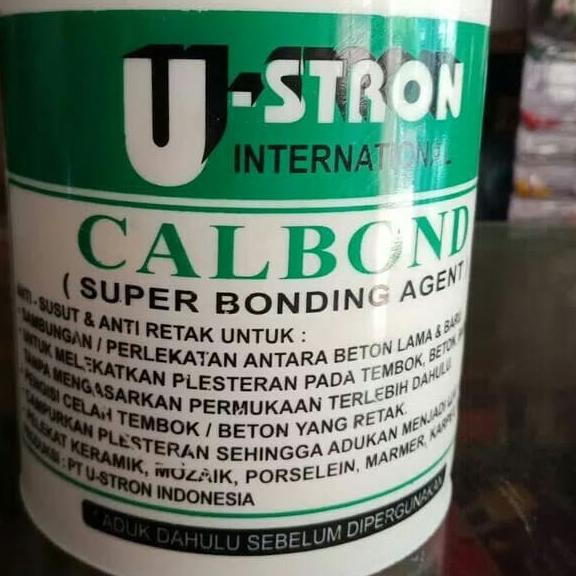 U-STRON
INTERNATIONAL
CALBOND
( SUPER BONDING AGENT
ANTI - SUSUT & ANTI RETAK UNTUK :
SAMBUNGAN / PERLEKATAN ANTARA BETON LAMA & BARU
UNTUK MELEKATKAN PLESTERAN PADA TEMBOK, BETON,
TANPA MENGASARKAN PERMUKAAN TERLEBIH DAHULU.
PENGISI CELAH TEMBOK / BETON YANG RETAK.
CAMPURKAN PLESTERAN SEHINGGA ADUKAN MENJADI
PELEKAT KERAMIK, MOZAIK, PORSELEIN, MARMER,
PRODUKSI : PT U-STRON INDONESIA
* ADUK DAHULU SEBELUM DIPERGUNAKAN